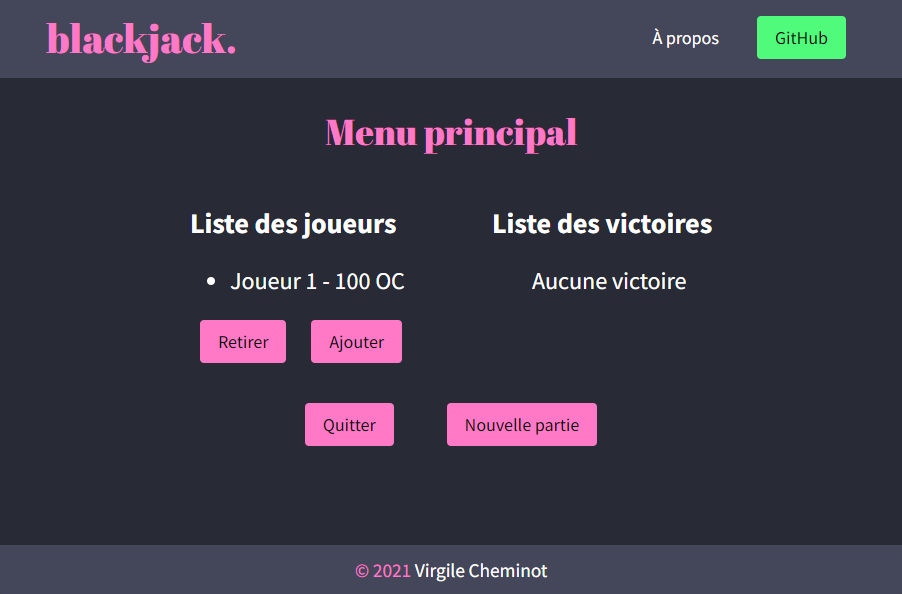 blackjack.
À propos
GitHub
Menu principal
Liste des joueurs
Joueur 1 - 100 OC
Retirer
Ajouter
Liste des victoires
Aucune victoire
Quitter
Nouvelle partie
© 2021 Virgile Cheminot